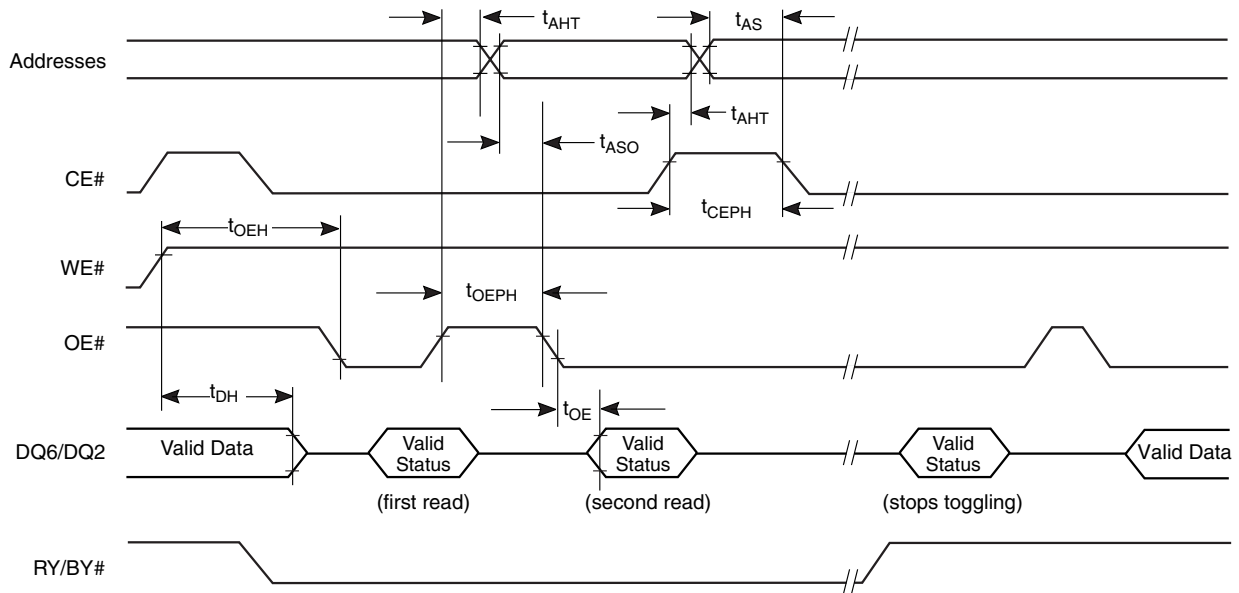 tAHT
tAS
Addresses
tAHT
tASO
CE#
tCEPH
tOEH
WE#
tOEPH
OE#
tDH
tOE
DQ6/DQ2
Valid Data
Valid
Status
Valid
Status
Valid
Status
Valid Data
(first read)
(second read)
(stops toggling)
RY/BY#